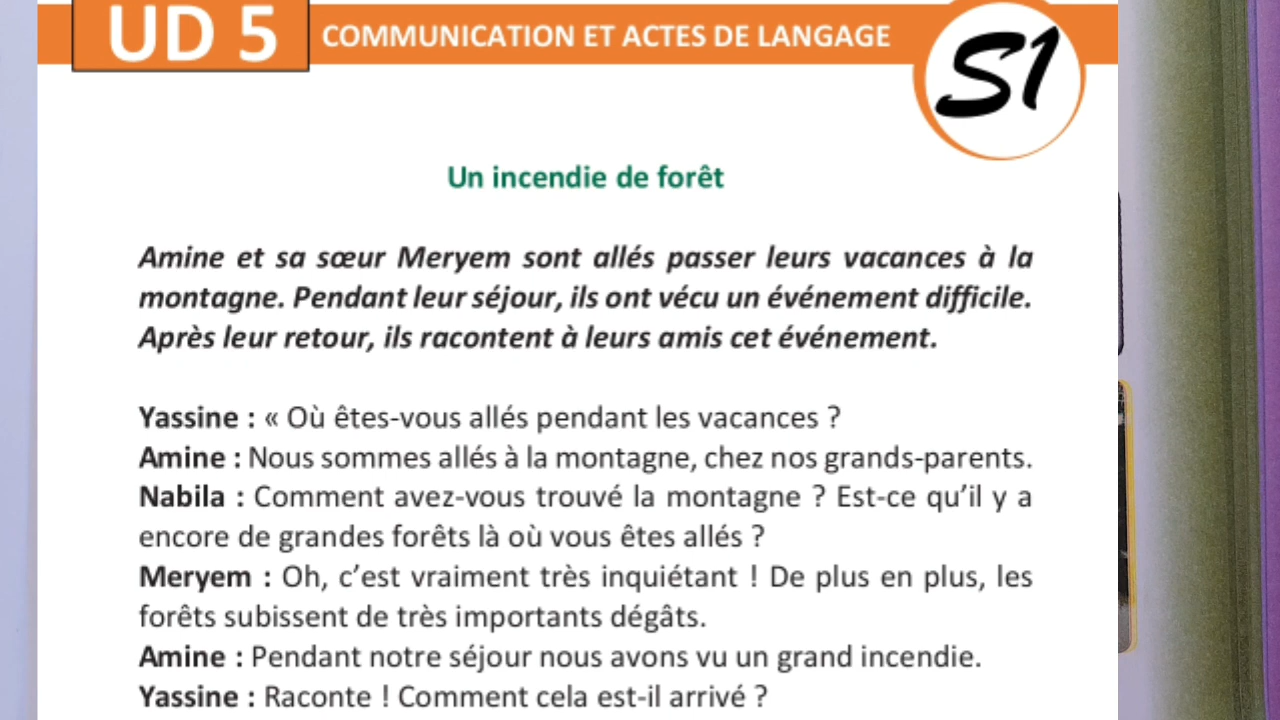 UD 5
COMMUNICATION ET ACTES DE LANGAGE
S1
Un incendie de forêt
Amine et sa sœur Meryem sont allés passer leurs vacances à la
montagne. Pendant leur séjour, ils ont vécu un événement difficile.
Après leur retour, ils racontent à leurs amis cet événement.
Yassine : « Où êtes-vous allés pendant les vacances ?
Amine : Nous sommes allés à la montagne, chez nos grands-parents.
Nabila : Comment avez-vous trouvé la montagne ? Est-ce qu’il y a
encore de grandes forêts là où vous êtes allés ?
Meryem : Oh, c’est vraiment très inquiétant ! De plus en plus, les
forêts subissent de très importants dégâts.
Amine : Pendant notre séjour nous avons vu un grand incendie.
Yassine : Raconte ! Comment cela est-il arrivé ?